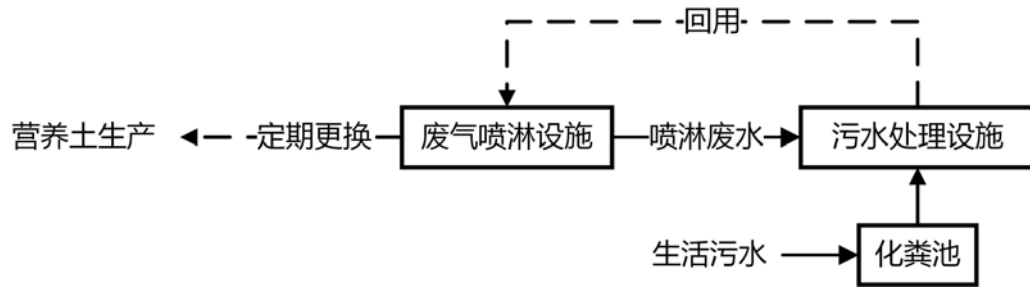 回用
营养土生产
定期更换
废气喷淋设施
喷淋废水
污水处理设施
生活污水
化粪池